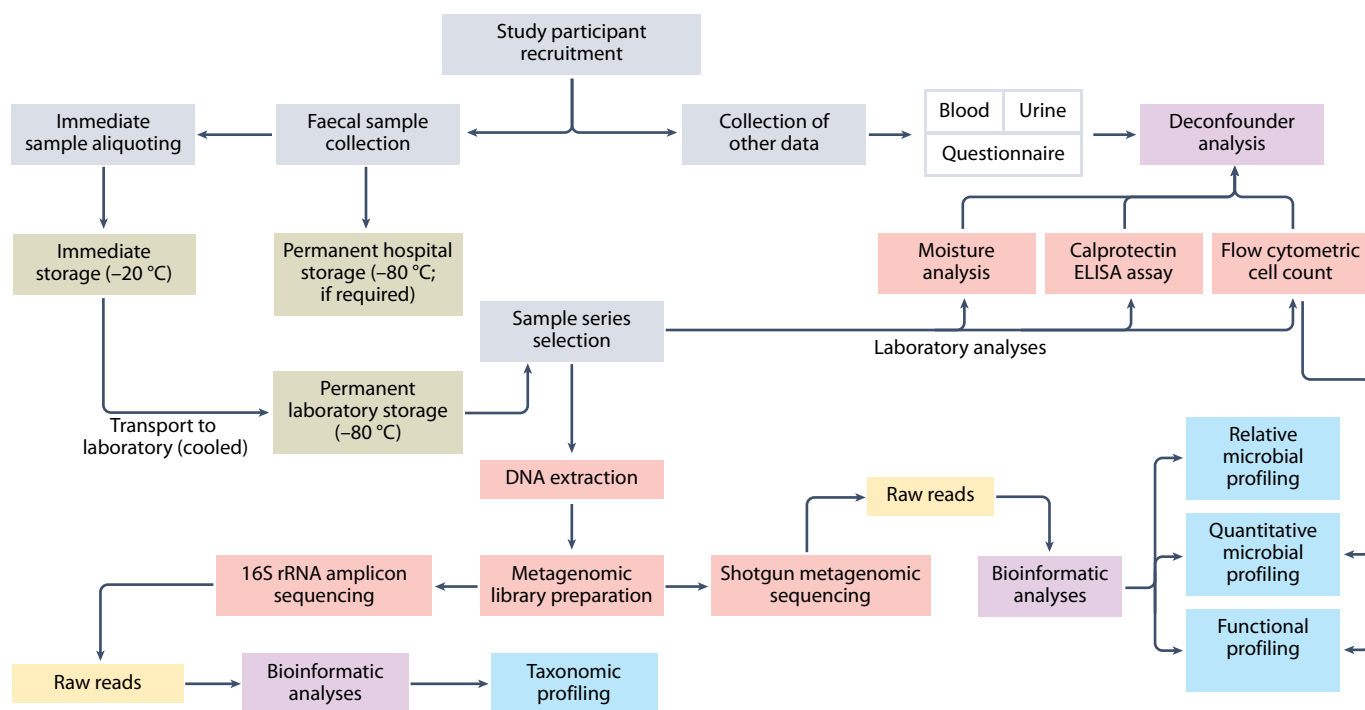 Study participant
recruitment
Immediate
sample aliquoting
Faecal sample
collection
Collection of
other data
Blood
Urine
Questionnaire
Deconfounder
analysis
Immediate
storage (–20 °C)
Permanent hospital
storage (–80 °C;
if required)
Moisture
analysis
Calprotectin
ELISA assay
Flow cytometric
cell count
Sample series
selection
Laboratory analyses
Permanent
laboratory storage
(–80 °C)
Transport to
laboratory (cooled)
DNA extraction
Raw reads
Relative
microbial
profiling
16S rRNA amplicon
sequencing
Metagenomic
library preparation
Shotgun metagenomic
sequencing
Bioinformatic
analyses
Quantitative
microbial
profiling
Functional
profiling
Raw reads
Bioinformatic
analyses
Taxonomic
profiling